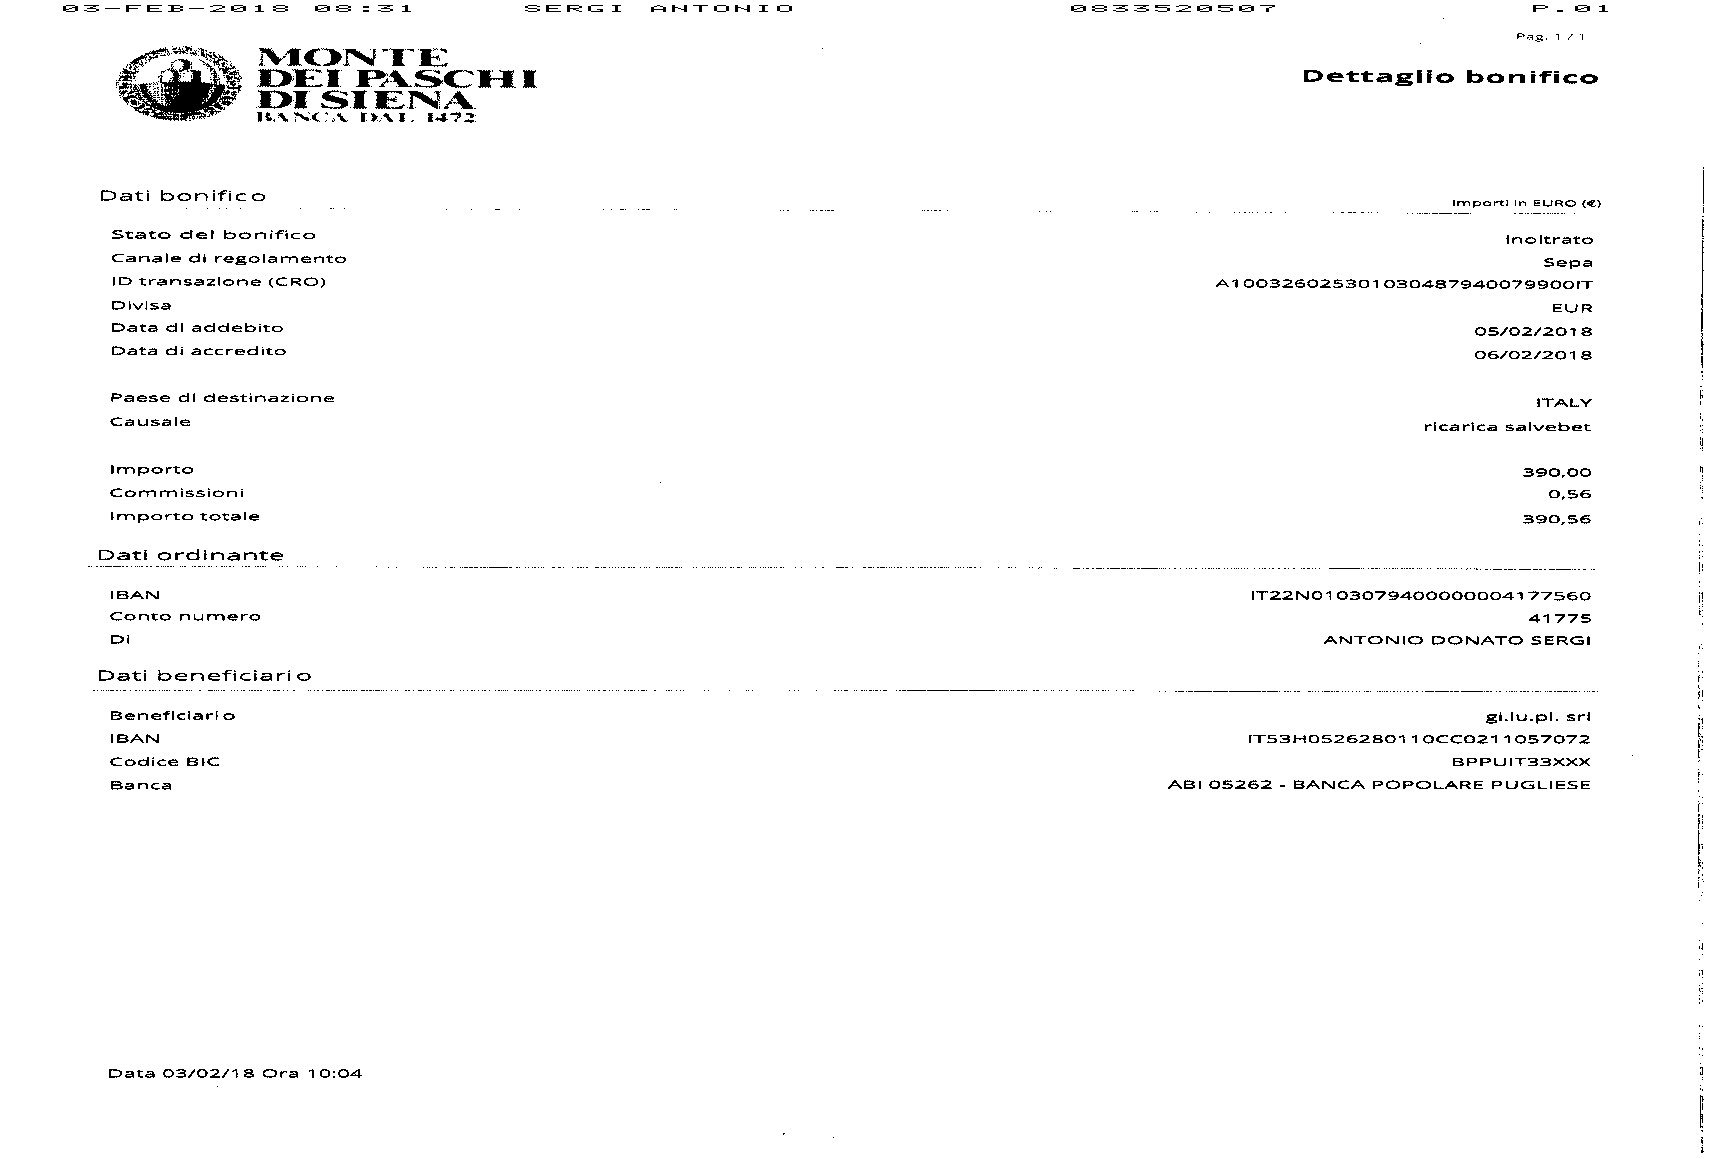 03-FEB-2018 08:31 SERGI ANTONIO 0833520507 P.01
Pag. 1 / 1
MONTE
DEI PASCHI
DI SIENA
BANCA DAL 1472
Dettaglio bonifico
Dati bonifico Importi in EURO (€)
Stato del bonifico Inoltrato
Canale di regolamento Sepa
ID transazione (CRO) A100326025301030487940079900IT
Divisa EUR
Data di addebito 05/02/2018
Data di accredito 06/02/2018
Paese di destinazione ITALY
Causale ricarica salvebet
Importo 390,00
Commissioni 0,56
Importo totale 390,56
Dati ordinante
IBAN IT22N0103079400000004177560
Conto numero 41775
Di ANTONIO DONATO SERGI
Dati beneficiario
Beneficiario gi.lu.pi. srl
IBAN IT53H0526280110CC0211057072
Codice BIC BPPUIT33XXX
Banca ABI 05262 - BANCA POPOLARE PUGLIESE
Data 03/02/18 Ora 10:04